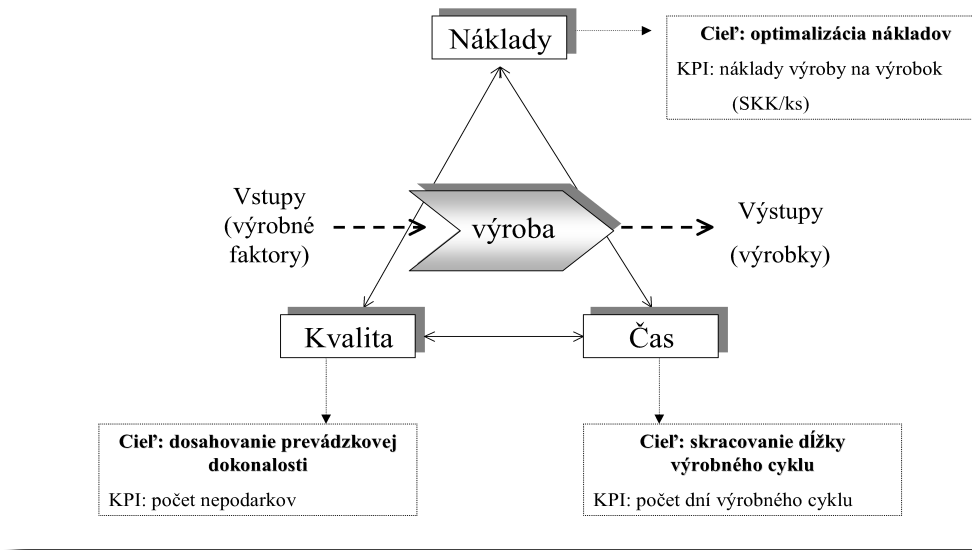 Náklady
Cieľ: optimalizácia nákladov
KPI: náklady výroby na výrobok
(SKK/ks)
Vstupy
(výrobné
faktory)
výroba
Výstupy
(výrobky)
Kvalita
Čas
Cieľ: dosahovanie prevádzkovej
dokonalosti
KPI: počet nepodarkov
Cieľ: skracovanie dĺžky
výrobného cyklu
KPI: počet dní výrobného cyklu